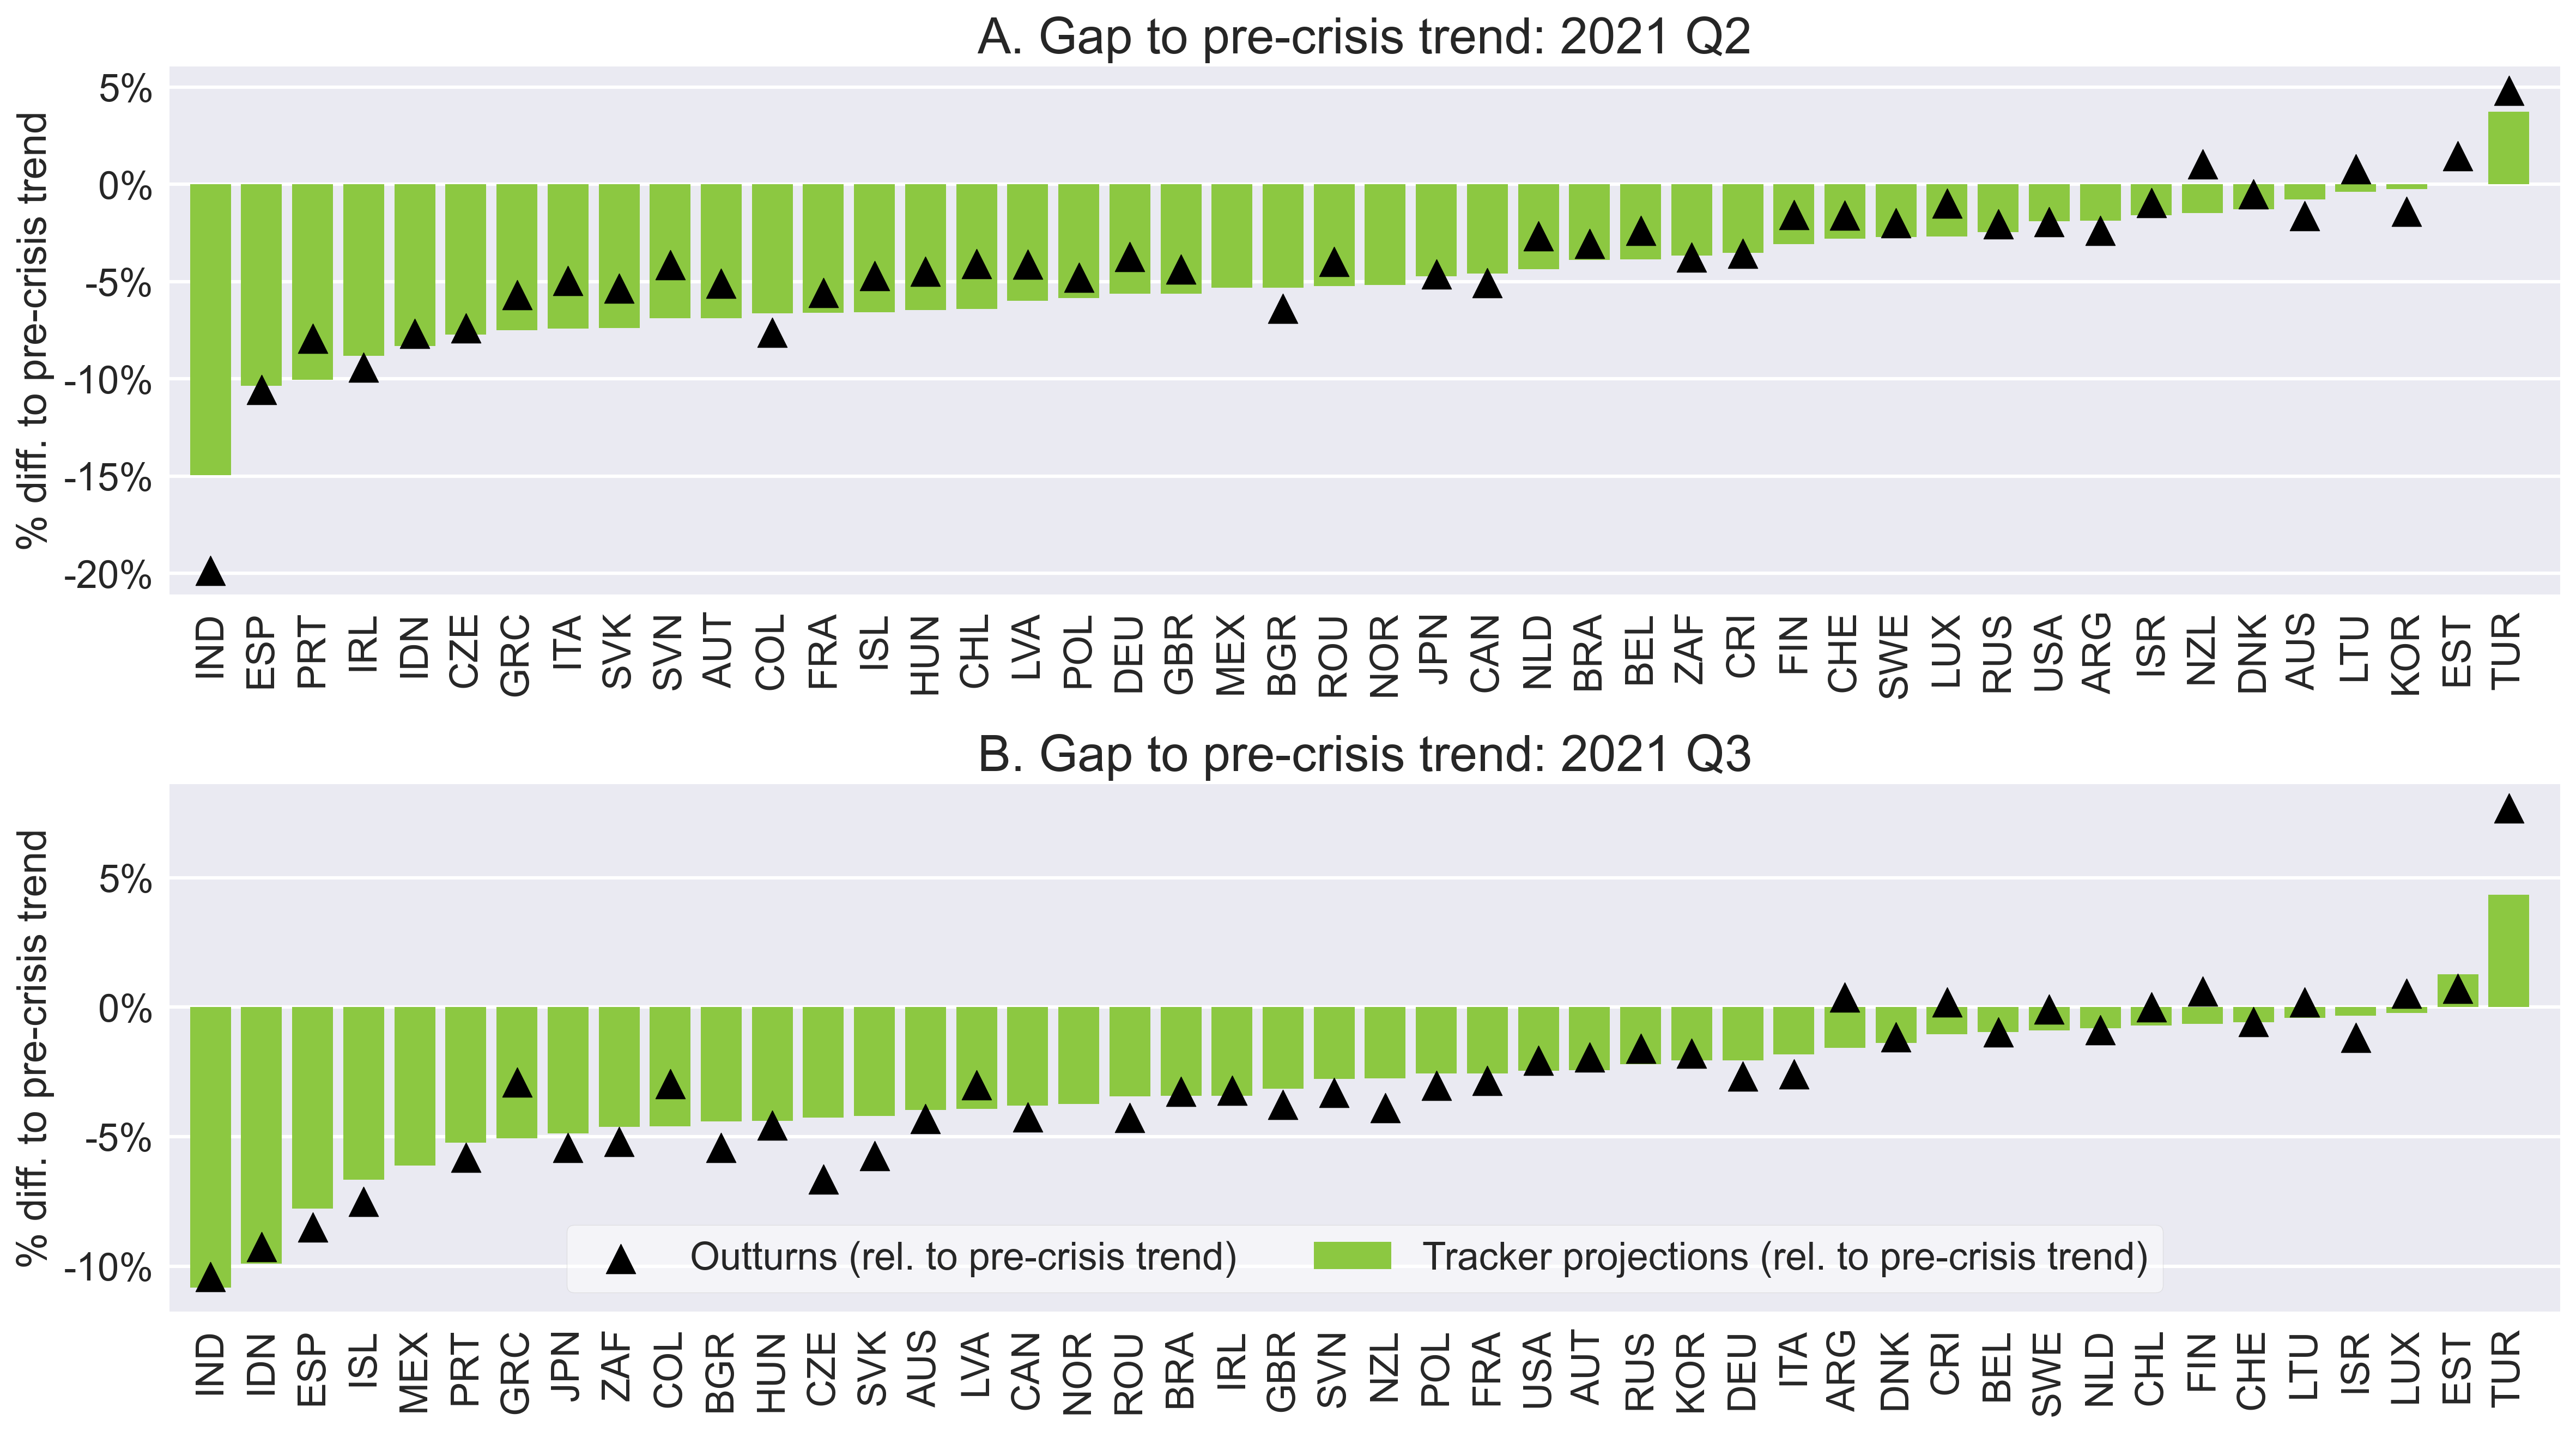 A. Gap to pre-crisis trend: 2021 Q2
% diff. to pre-crisis trend
5%
0%
-5%
-10%
-15%
-20%
IND ESP PRT IRL IDN CZE GRC ITA SVK SVN AUT COL FRA ISL HUN CHL LVA POL DEU GBR MEX BGR ROU NOR JPN CAN NLD BRA BEL ZAF CRI FIN CHE SWE LUX RUS USA ARG ISR NZL DNK AUS LTU KOR EST TUR
B. Gap to pre-crisis trend: 2021 Q3
% diff. to pre-crisis trend
5%
0%
-5%
-10%
Outturns (rel. to pre-crisis trend) Tracker projections (rel. to pre-crisis trend)
IND IDN ESP ISL MEX PRT GRC JPN ZAF COL BGR HUN CZE SVK AUS LVA CAN NOR ROU BRA IRL GBR SVN NZL POL FRA USA AUT RUS KOR DEU ITA ARG DNK CRI BEL SWE NLD CHL FIN CHE LTU ISR LUX EST TUR